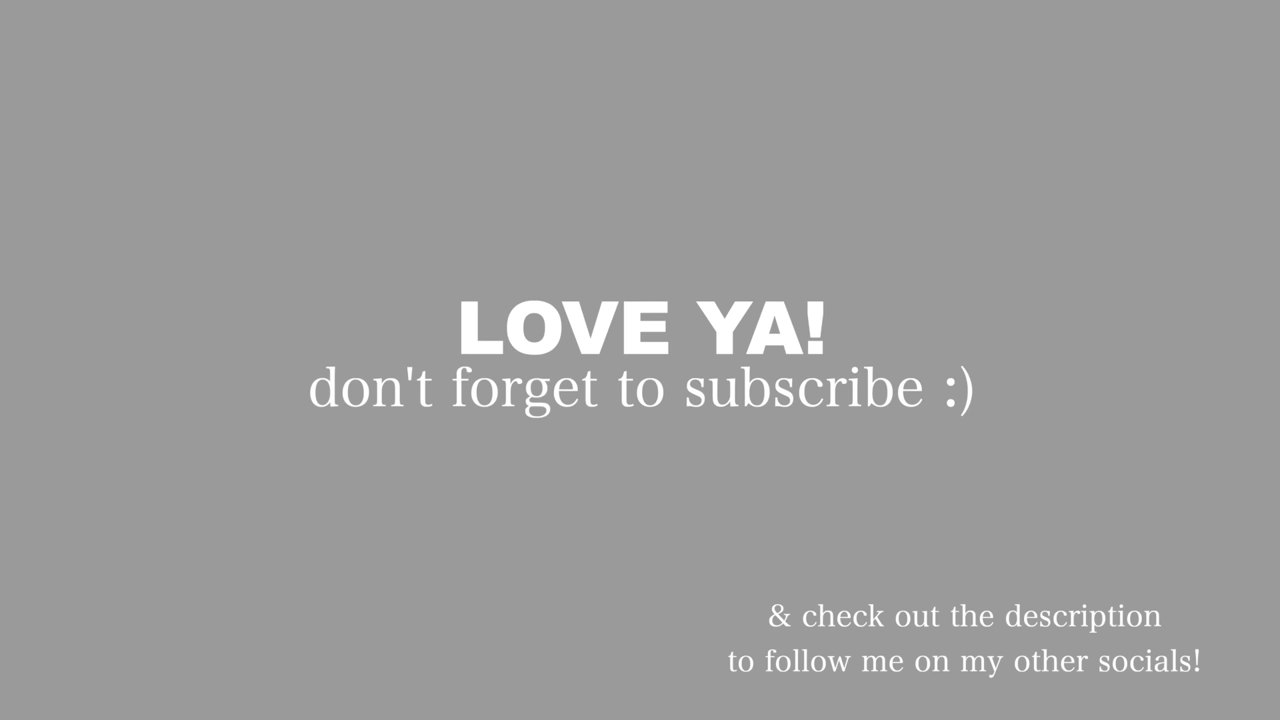 LOVE YA!
don't forget to subscribe :)
& check out the description
to follow me on my other socials!